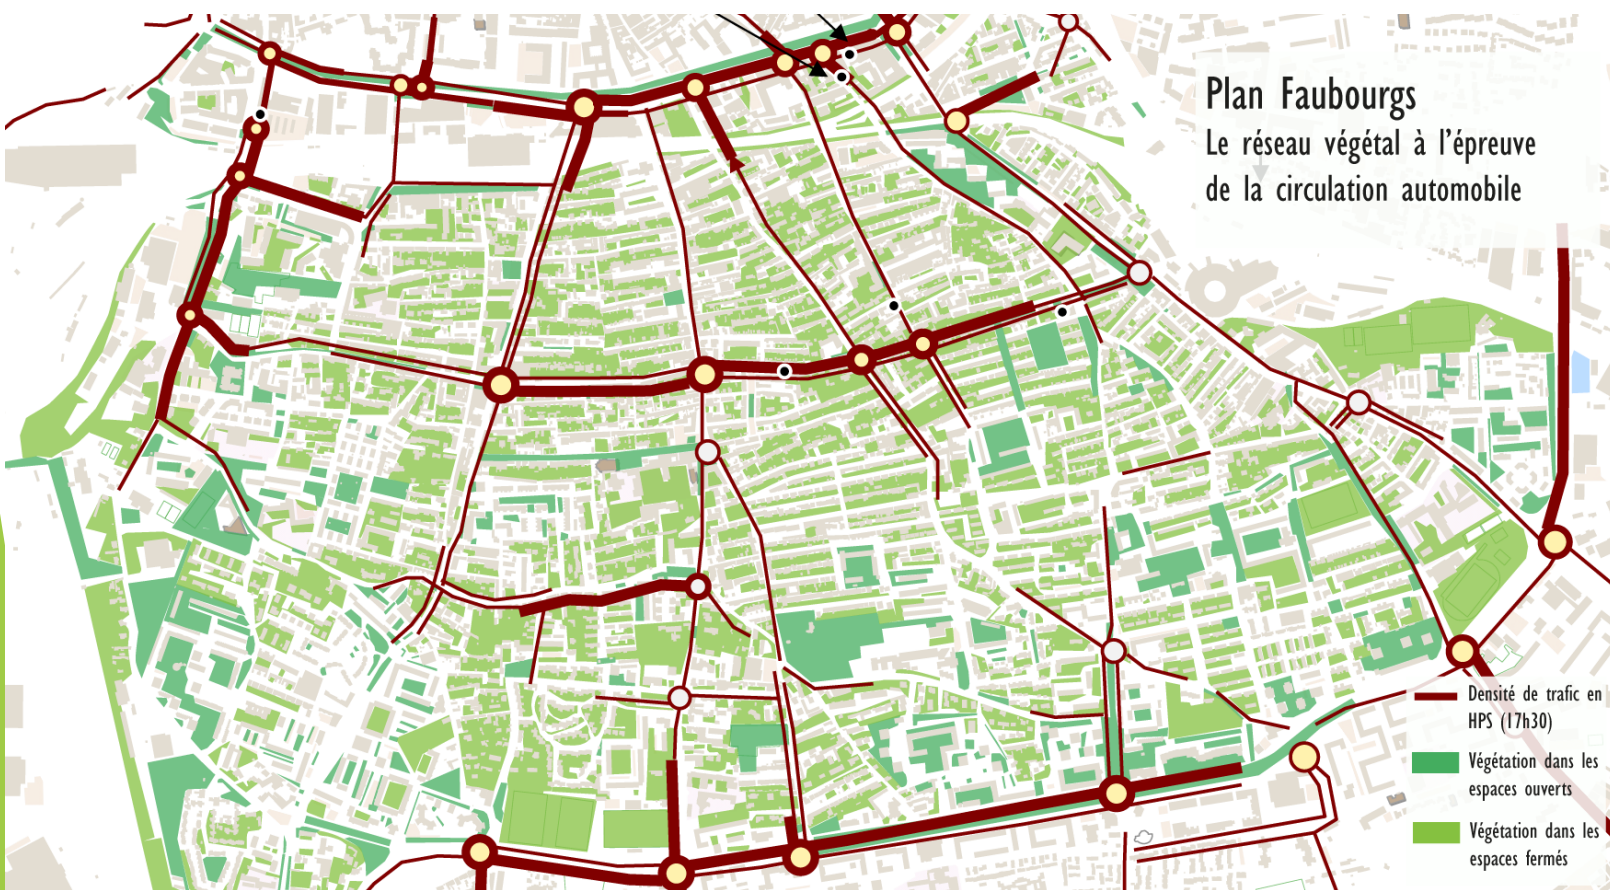 Plan Faubourgs
Le réseau végétal à l'épreuve
de la circulation automobile
Densité de trafic en
HPS (17h30)
Végétation dans les
espaces ouverts
Végétation dans les
espaces fermés